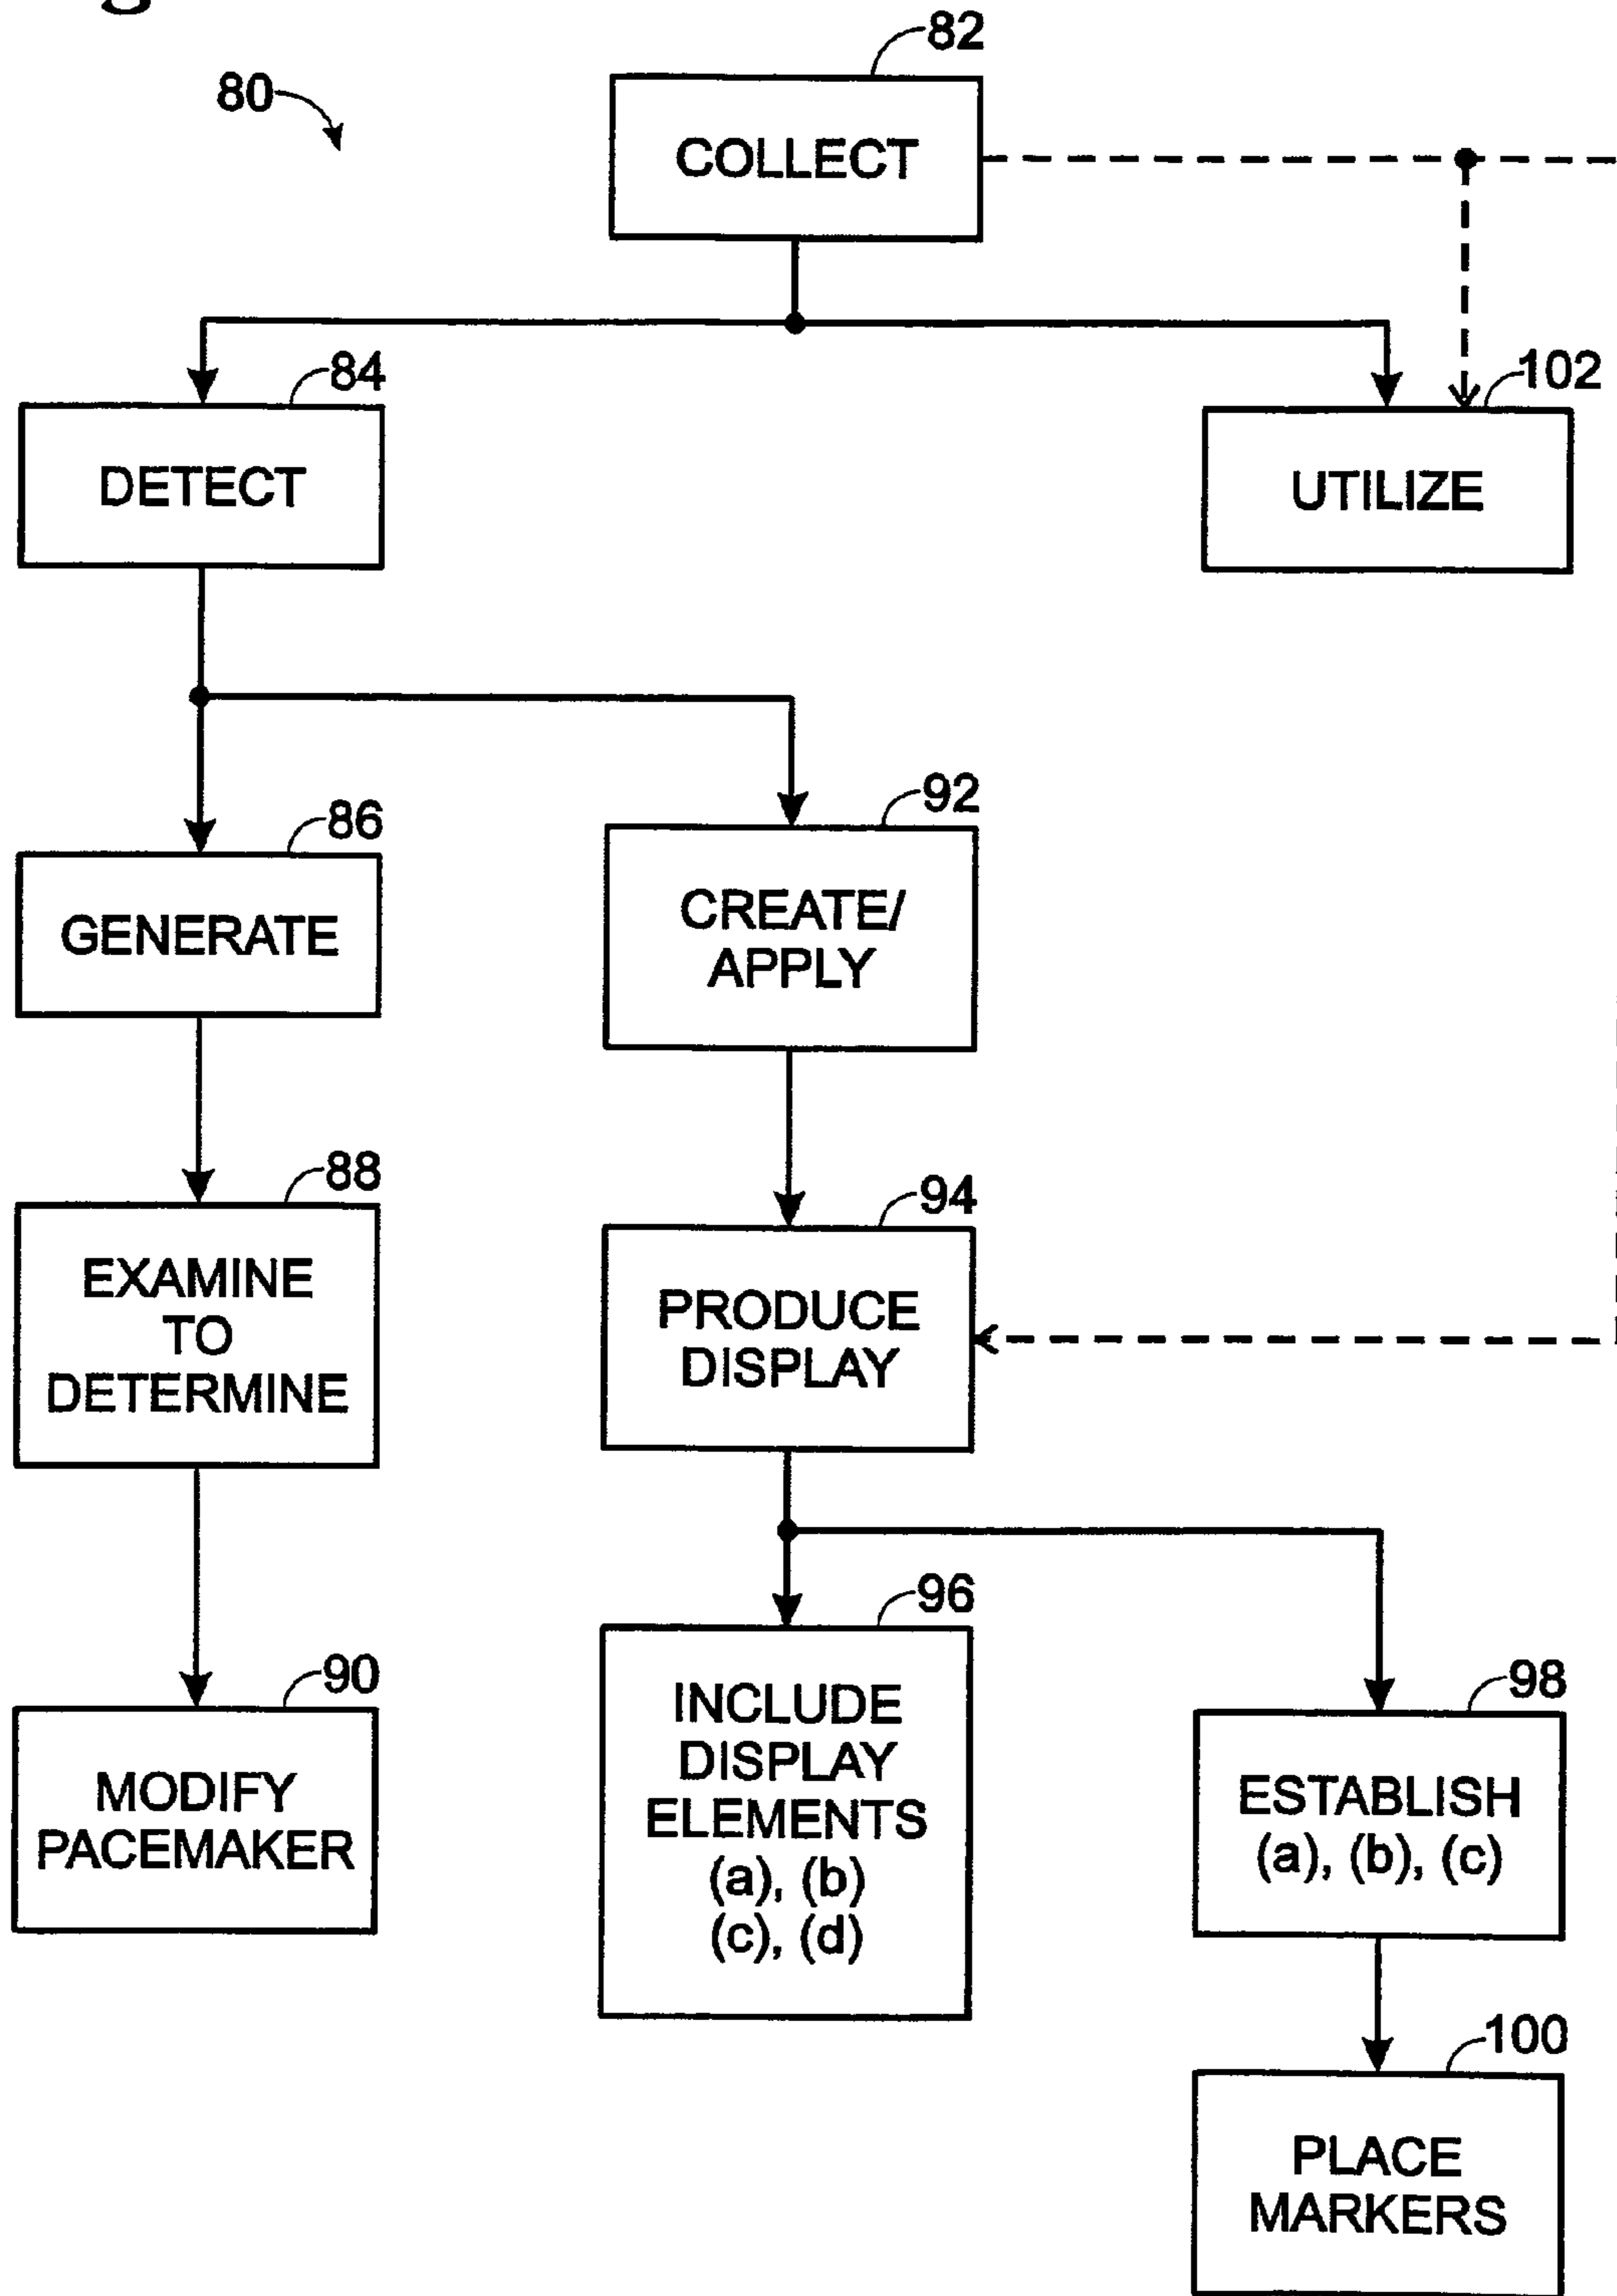 82
80
COLLECT
84
102
DETECT
UTILIZE
86
92
GENERATE
CREATE/
APPLY
88
94
EXAMINE
TO
DETERMINE
PRODUCE
DISPLAY
90
96
98
MODIFY
PACEMAKER
INCLUDE
DISPLAY
ELEMENTS
(a), (b)
(c), (d)
ESTABLISH
(a), (b), (c)
100
PLACE
MARKERS